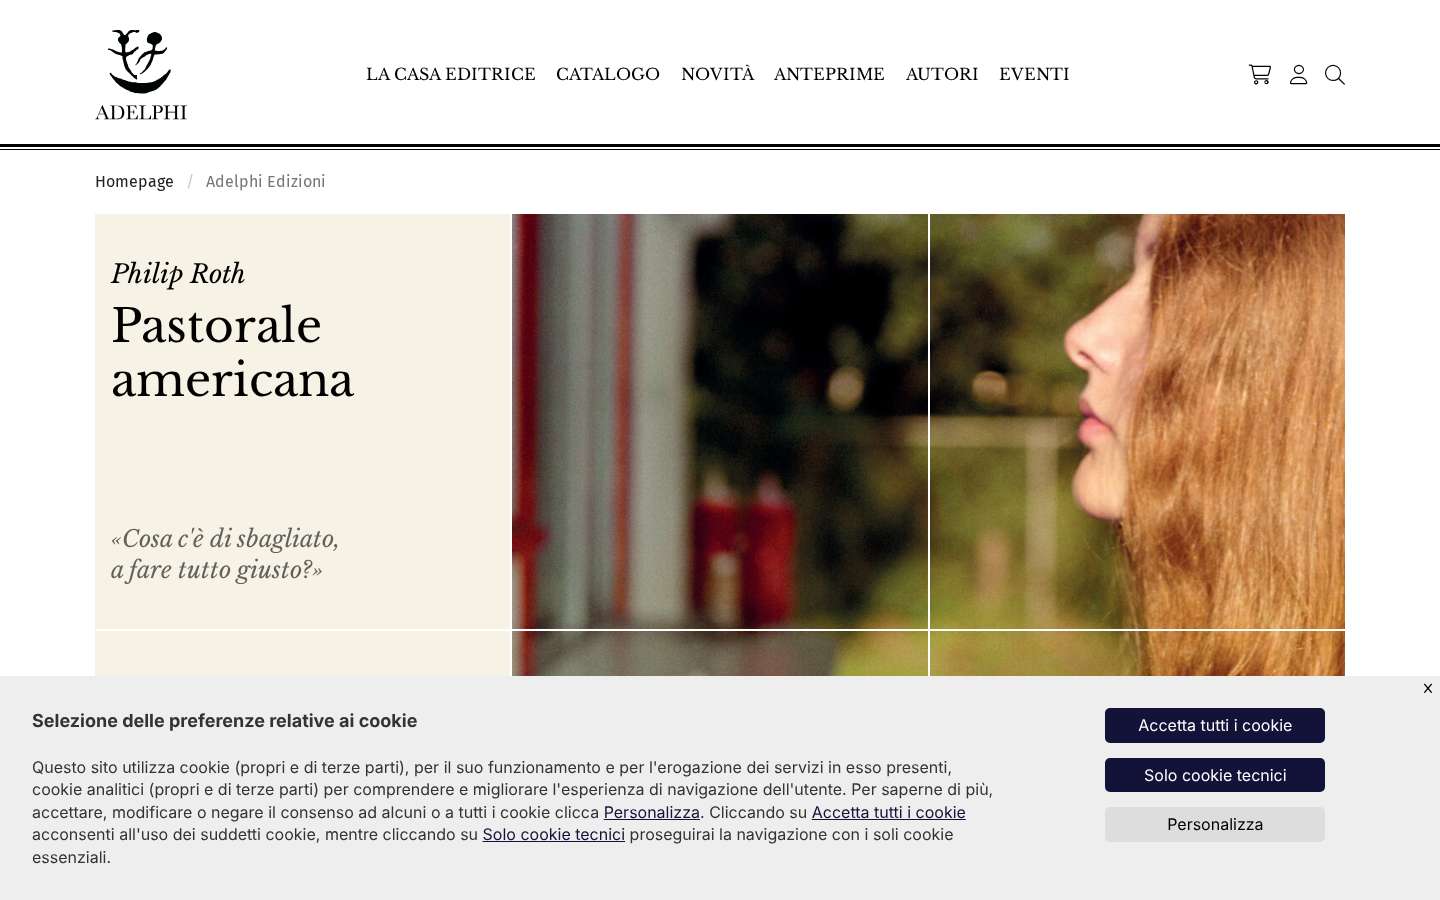 ADELPHI
LA CASA EDITRICE CATALOGO NOVITÀ ANTEPRIME AUTORI EVENTI
Homepage / Adelphi Edizioni
Philip Roth
Pastorale
americana
«Cosa c'è di sbagliato,
a fare tutto giusto?»
x
Selezione delle preferenze relative ai cookie
Questo sito utilizza cookie (propri e di terze parti), per il suo funzionamento e per l'erogazione dei servizi in esso presenti,
cookie analitici (propri e di terze parti) per comprendere e migliorare l'esperienza di navigazione dell'utente. Per saperne di più,
accettare, modificare o negare il consenso ad alcuni o a tutti i cookie clicca Personalizza. Cliccando su Accetta tutti i cookie
acconsenti all'uso dei suddetti cookie, mentre cliccando su Solo cookie tecnici proseguirai la navigazione con i soli cookie
essenziali.
Accetta tutti i cookie
Solo cookie tecnici
Personalizza